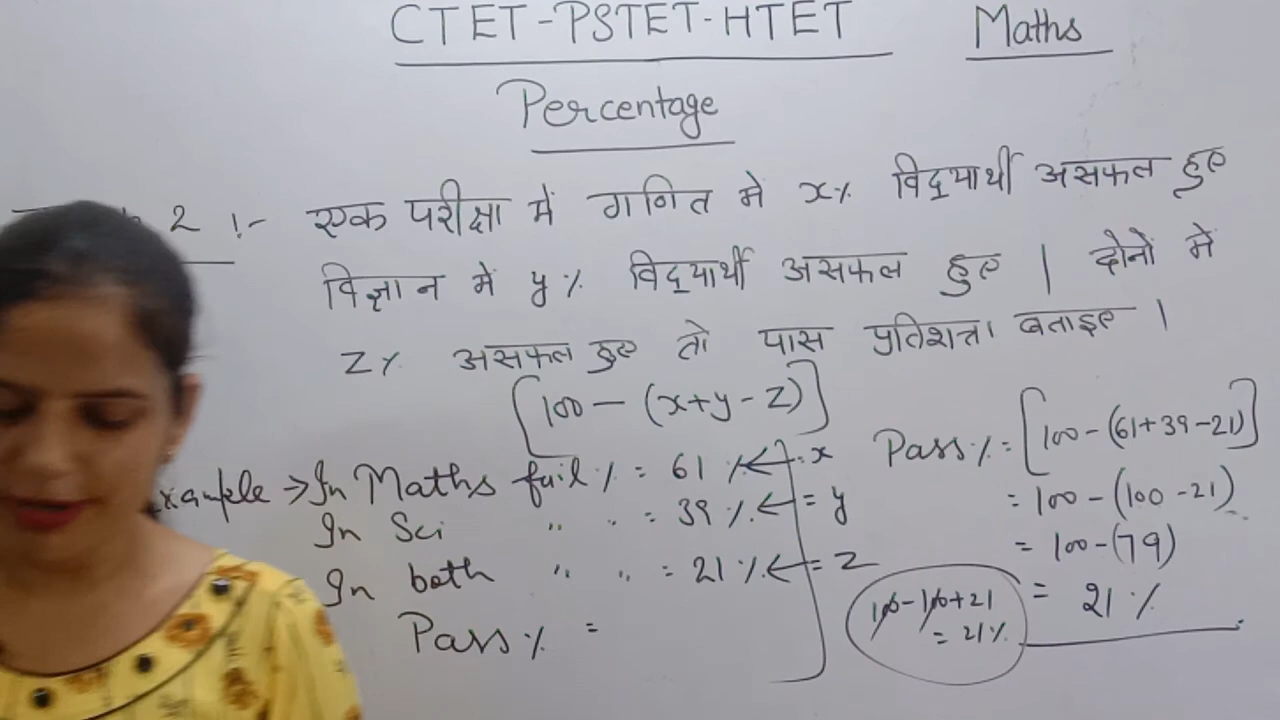 CTET-PSTET-HTET Maths
Percentage
2 :- एक परीक्षा में गणित मे x% विद्यार्थी असफल हुए
विज्ञान मे y% विद्यार्थी असफल हुए | दोनों मे
Z% असफल हुए तो पास प्रतिशत बताइए |
[100 - (x+y-Z)]
Example → In Maths fail % = 61 % ← = x
In Sci " " = 39 % ← = y
In both " " = 21 % ← = Z
Pass % =
Pass % = [100-(61+39-21)]
= 100-(100-21)
= 100-(79)
= 21 %
100-100+21
= 21%